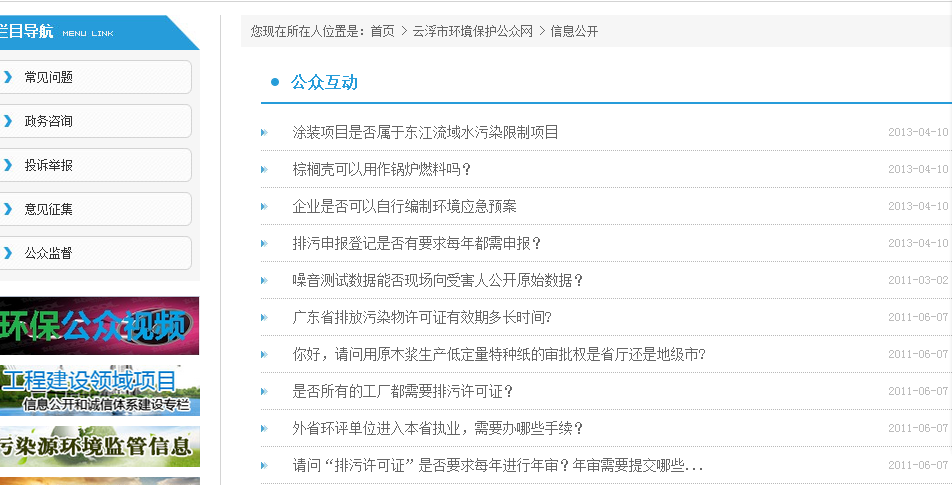 栏目导航 MENU LINK
常见问题
政务咨询
投诉举报
意见征集
公众监督
环保公众视频
工程建设领域项目
信息公开和诚信体系建设专栏
污染源环境监管信息
您现在所在人位置是：首页 > 云浮市环境保护公众网 > 信息公开
公众互动
涂装项目是否属于东江流域水污染限制项目 2013-04-10
棕榈壳可以用作锅炉燃料吗？ 2013-04-10
企业是否可以自行编制环境应急预案 2013-04-10
排污申报登记是否有要求每年都需申报？ 2013-04-10
噪音测试数据能否现场向受害人公开原始数据？ 2011-03-02
广东省排放污染物许可证有效期多长时间? 2011-06-07
你好，请问用原木浆生产低定量特种纸的审批权是省厅还是地级市? 2011-06-07
是否所有的工厂都需要排污许可证？ 2011-06-07
外省环评单位进入本省执业，需要办哪些手续？ 2011-06-07
请问“排污许可证”是否要求每年进行年审？年审需要提交哪些... 2011-06-07